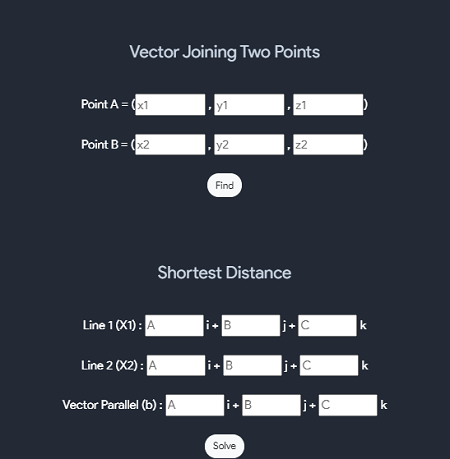 Vector Joining Two Points
Point A = ( x1 , y1 , z1 )
Point B = ( x2 , y2 , z2 )
Find
Shortest Distance
Line 1 (X1) : A i + B j + C k
Line 2 (X2) : A i + B j + C k
Vector Parallel (b) : A i + B j + C k
Solve